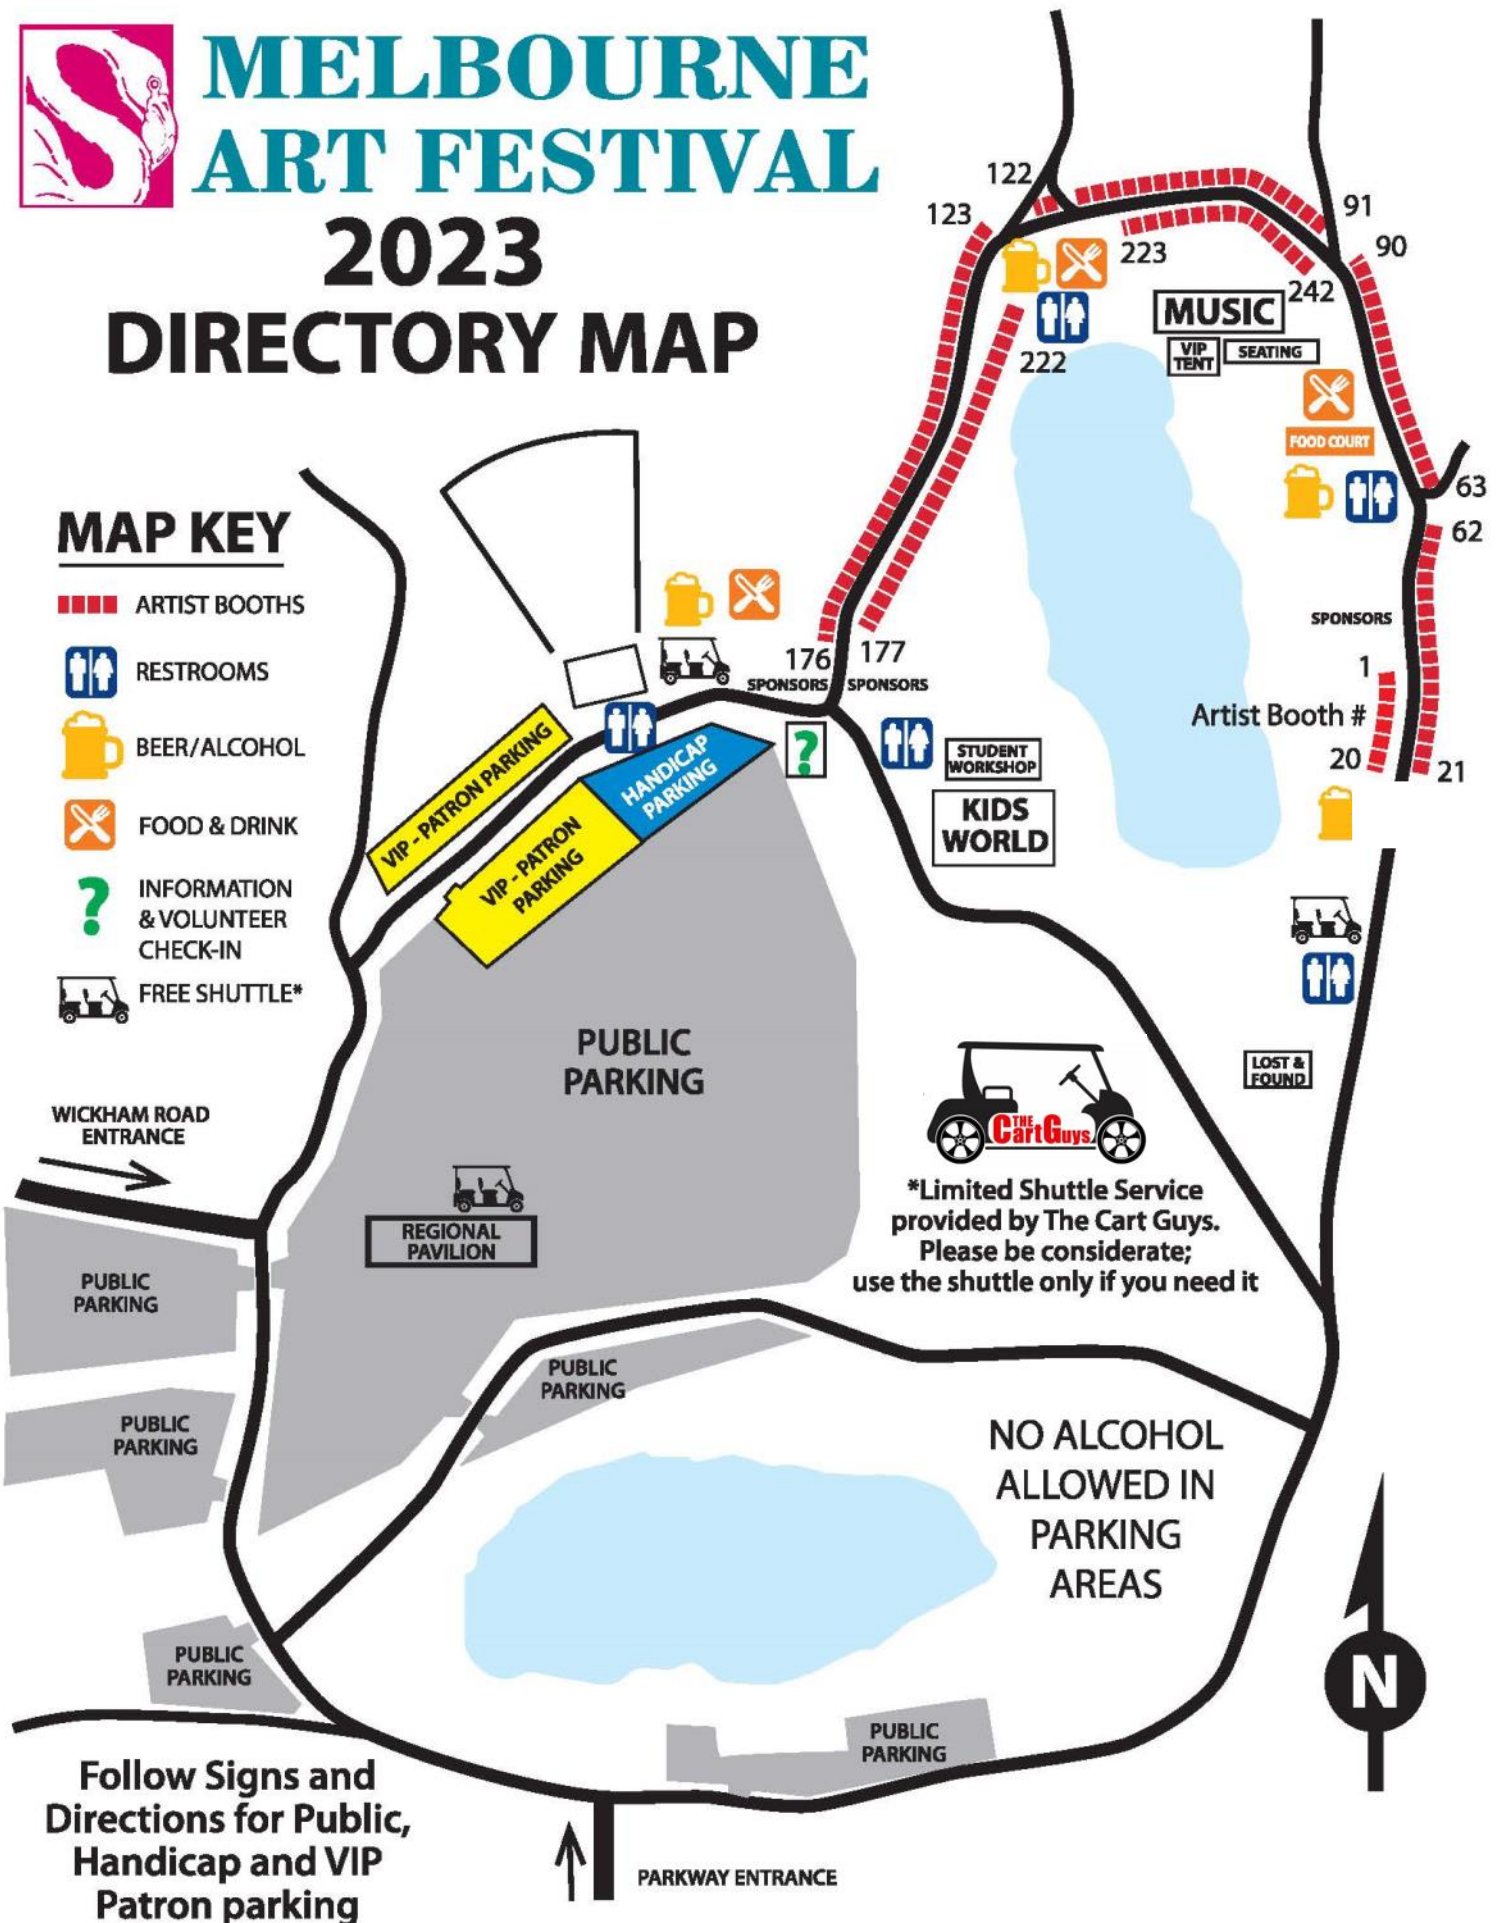 MELBOURNE
ART FESTIVAL
2023
DIRECTORY MAP
122
123
91
90
223
242
MUSIC
VIP
TENT
SEATING
222
FOOD COURT
63
62
MAP KEY
ARTIST BOOTHS
RESTROOMS
BEER/ALCOHOL
FOOD & DRINK
?
INFORMATION
& VOLUNTEER
CHECK-IN
FREE SHUTTLE*
SPONSORS
176
177
SPONSORS
SPONSORS
1
Artist Booth #
20
21
VIP - PATRON PARKING
HANDICAP
PARKING
VIP - PATRON
PARKING
?
STUDENT
WORKSHOP
KIDS
WORLD
PUBLIC
PARKING
LOST &
FOUND
WICKHAM ROAD
ENTRANCE
THE
CartGuys
*Limited Shuttle Service
provided by The Cart Guys.
Please be considerate;
use the shuttle only if you need it
REGIONAL
PAVILION
PUBLIC
PARKING
PUBLIC
PARKING
PUBLIC
PARKING
NO ALCOHOL
ALLOWED IN
PARKING
AREAS
PUBLIC
PARKING
N
PUBLIC
PARKING
Follow Signs and
Directions for Public,
Handicap and VIP
Patron parking
PARKWAY ENTRANCE